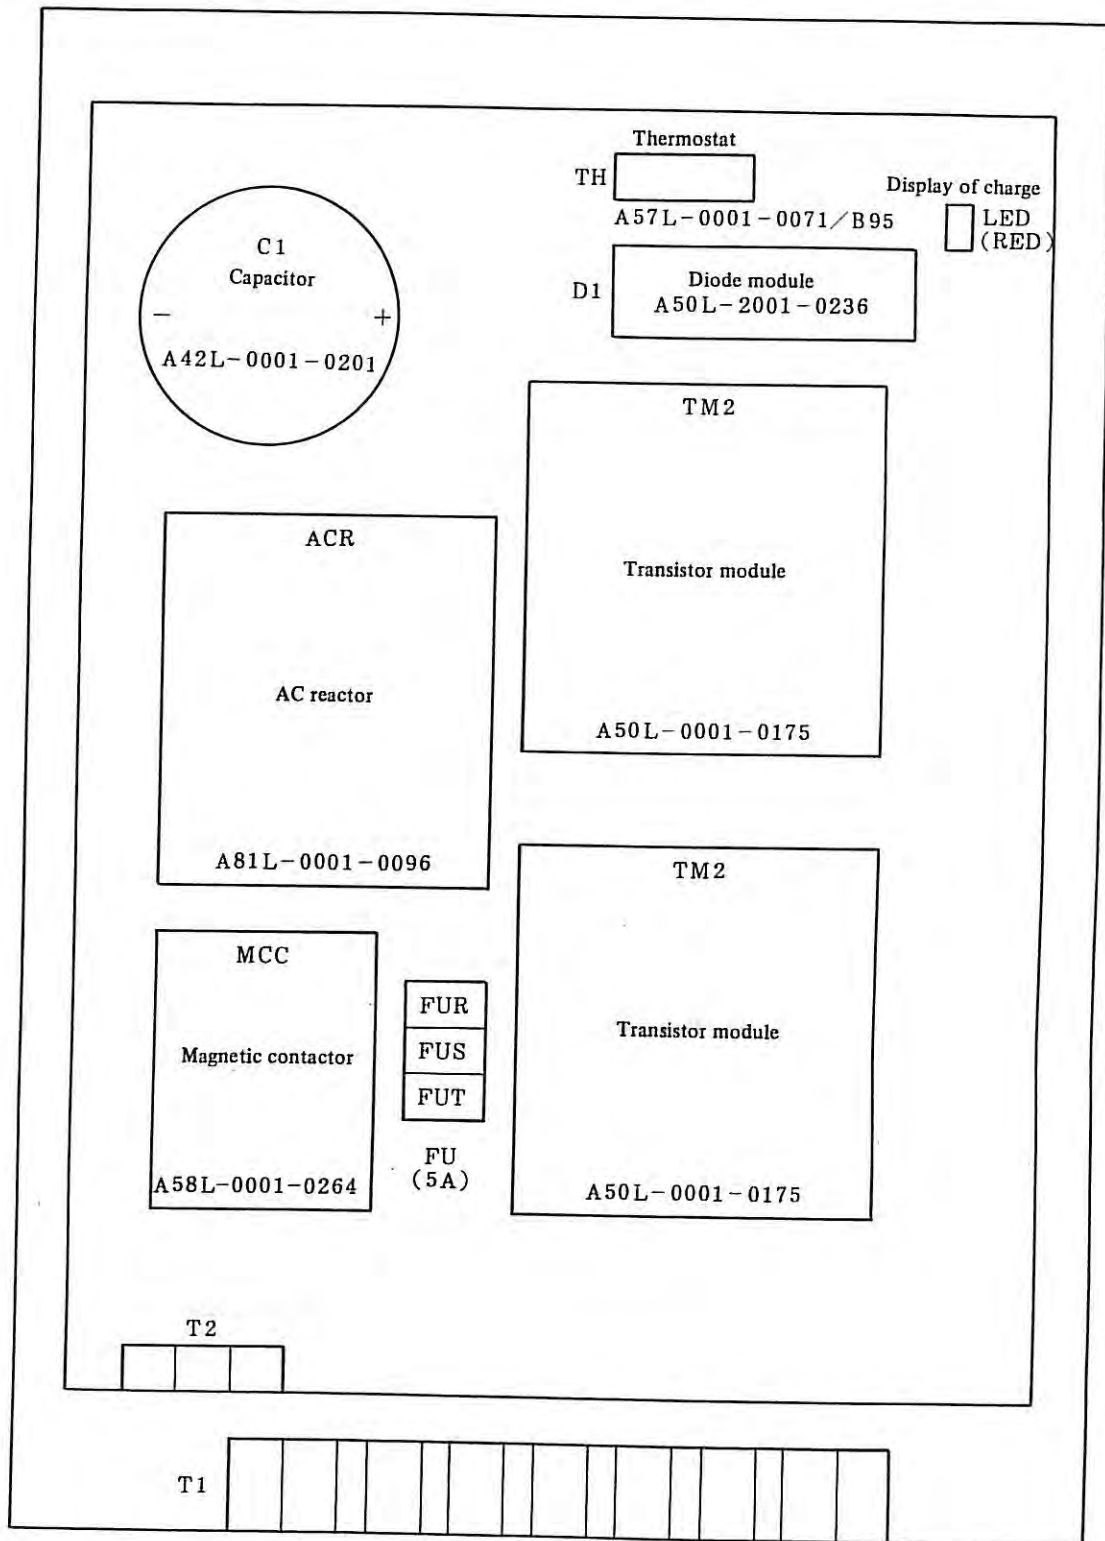 Thermostat
TH
A57L-0001-0071/B95
Display of charge
LED
(RED)
C1
Capacitor
− +
A42L-0001-0201
D1
Diode module
A50L-2001-0236
TM2
Transistor module
A50L-0001-0175
ACR
AC reactor
A81L-0001-0096
TM2
Transistor module
A50L-0001-0175
MCC
Magnetic contactor
A58L-0001-0264
FUR
FUS
FUT
FU
(5A)
T2
T1